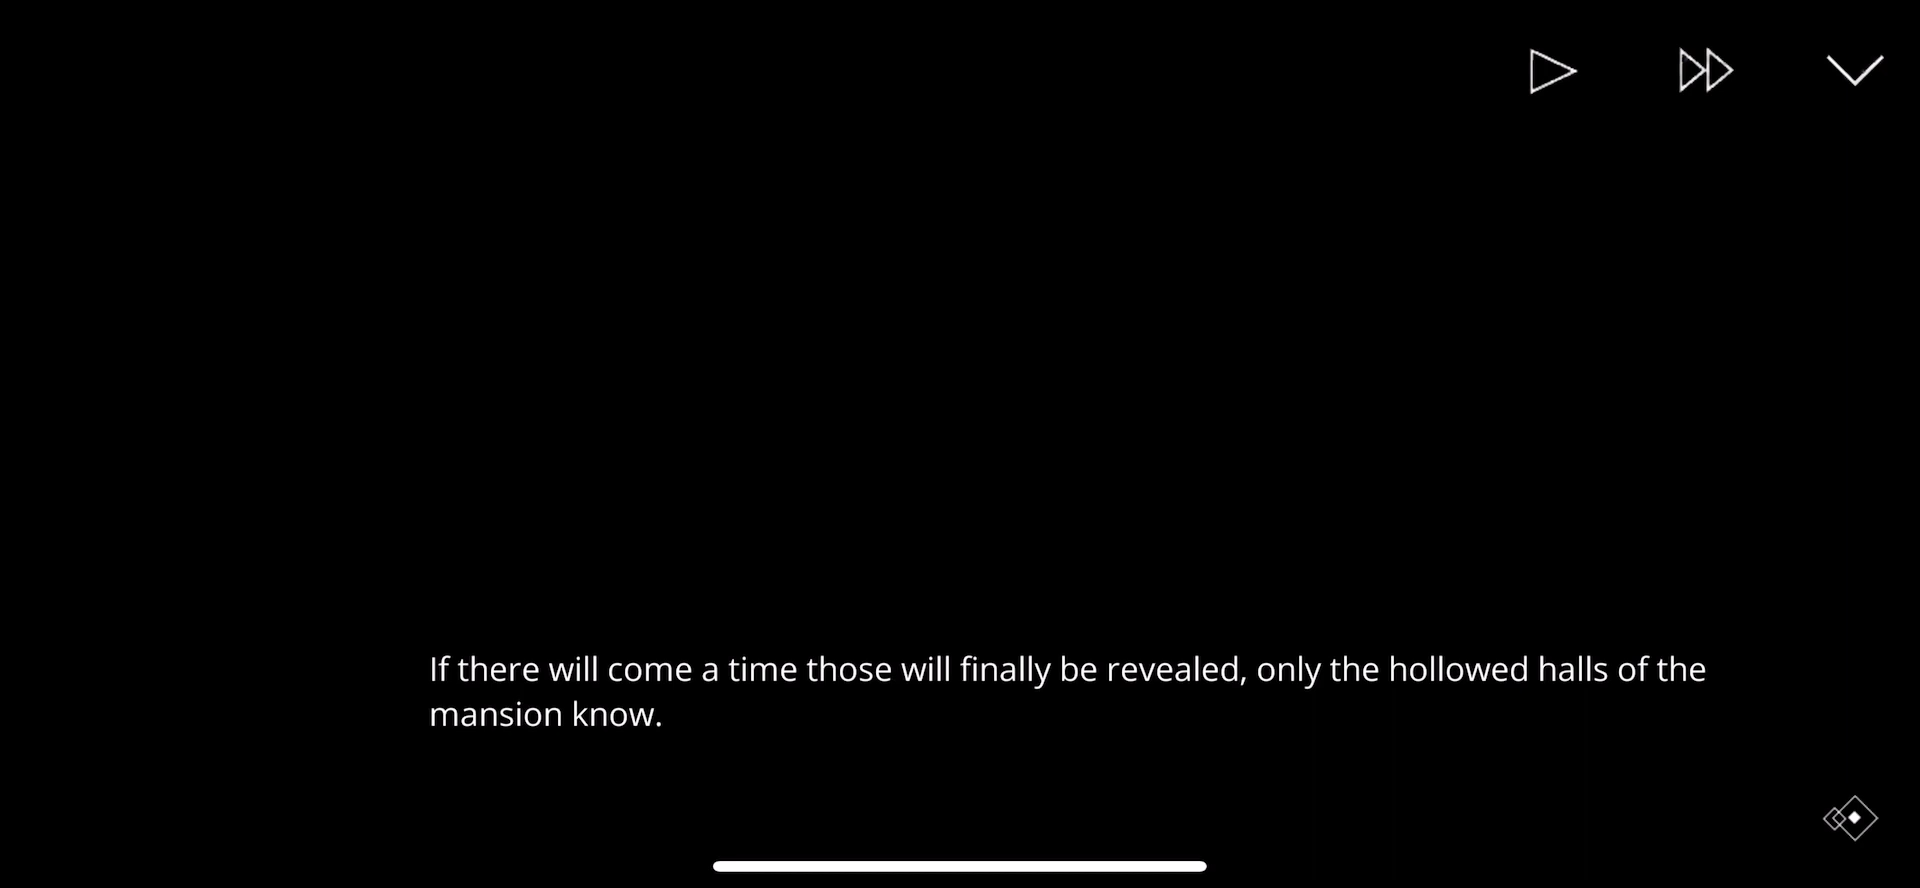 If there will come a time those will finally be revealed, only the hollowed halls of the
mansion know.